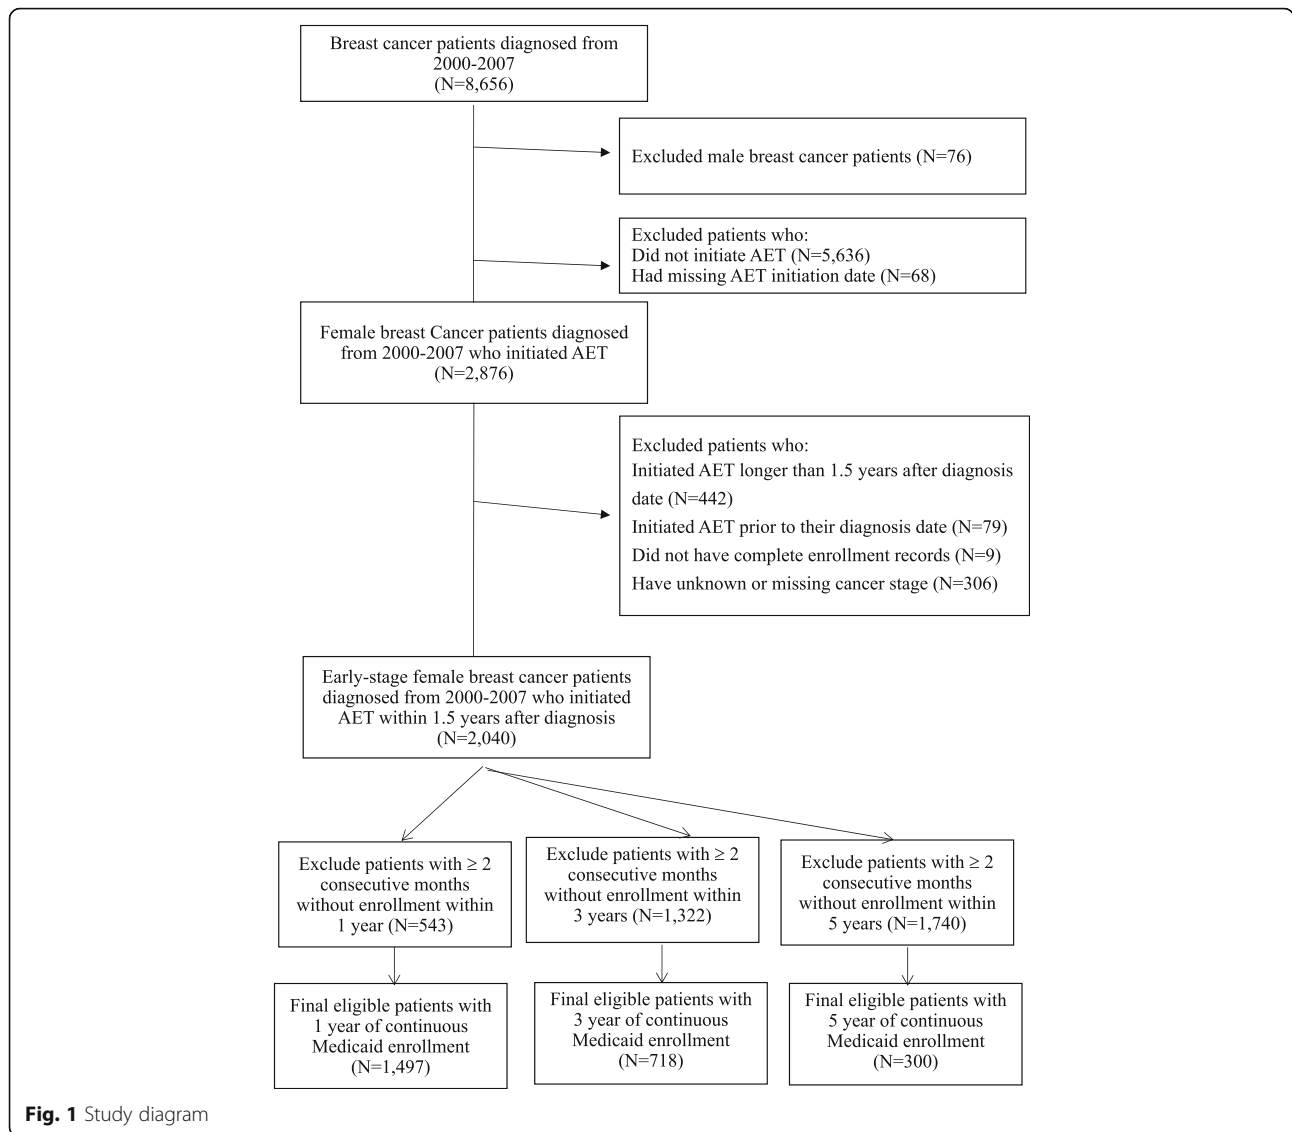 Breast cancer patients diagnosed from
2000-2007
(N=8,656)
Excluded male breast cancer patients (N=76)
Excluded patients who:
Did not initiate AET (N=5,636)
Had missing AET initiation date (N=68)
Female breast Cancer patients diagnosed
from 2000-2007 who initiated AET
(N=2,876)
Excluded patients who:
Initiated AET longer than 1.5 years after diagnosis
date (N=442)
Initiated AET prior to their diagnosis date (N=79)
Did not have complete enrollment records (N=9)
Have unknown or missing cancer stage (N=306)
Early-stage female breast cancer patients
diagnosed from 2000-2007 who initiated
AET within 1.5 years after diagnosis
(N=2,040)
Exclude patients with ≥ 2
consecutive months
without enrollment within
1 year (N=543)
Exclude patients with ≥ 2
consecutive months
without enrollment within
3 years (N=1,322)
Exclude patients with ≥ 2
consecutive months
without enrollment within
5 years (N=1,740)
Final eligible patients with
1 year of continuous
Medicaid enrollment
(N=1,497)
Final eligible patients with
3 year of continuous
Medicaid enrollment
(N=718)
Final eligible patients with
5 year of continuous
Medicaid enrollment
(N=300)
Fig. 1 Study diagram